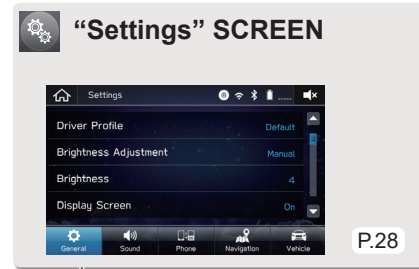 “Settings” SCREEN
Settings
Driver Profile Default
Brightness Adjustment Manual
Brightness 4
Display Screen On
General Sound Phone Navigation Vehicle
P.28